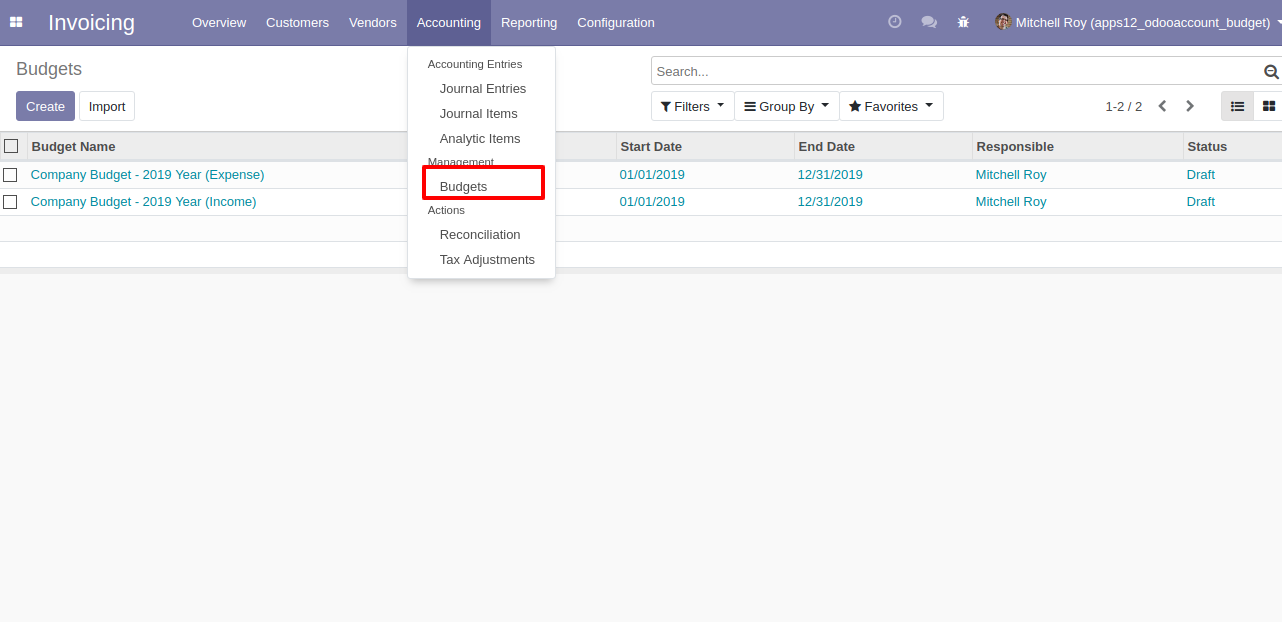 Invoicing Overview Customers Vendors Accounting Reporting Configuration Mitchell Roy (apps12_odooaccount_budget)
Budgets
Search...
Create Import
Filters Group By Favorites 1-2 / 2
Accounting Entries
Journal Entries
Journal Items
Analytic Items
Management
Budgets
Actions
Reconciliation
Tax Adjustments
Budget Name Start Date End Date Responsible Status
Company Budget - 2019 Year (Expense) 01/01/2019 12/31/2019 Mitchell Roy Draft
Company Budget - 2019 Year (Income) 01/01/2019 12/31/2019 Mitchell Roy Draft